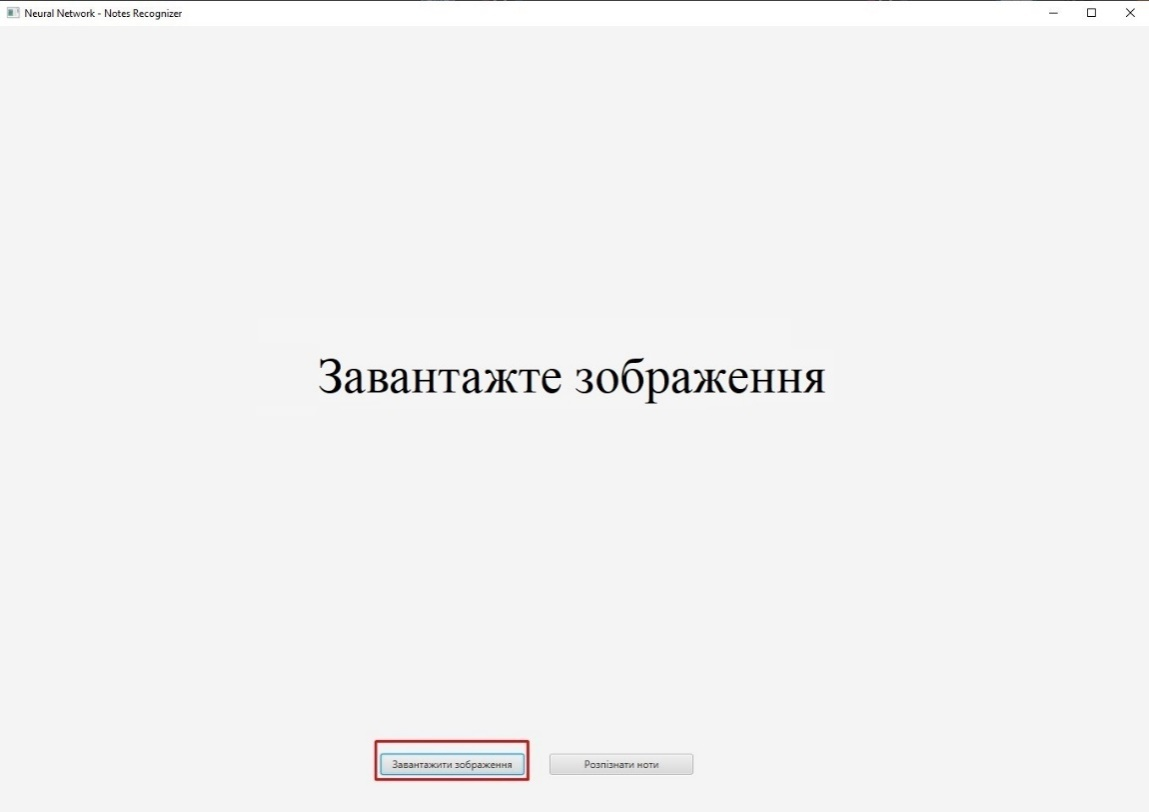 Neural Network - Notes Recognizer
Завантажте зображення
Завантажити зображення
Розпізнати ноти